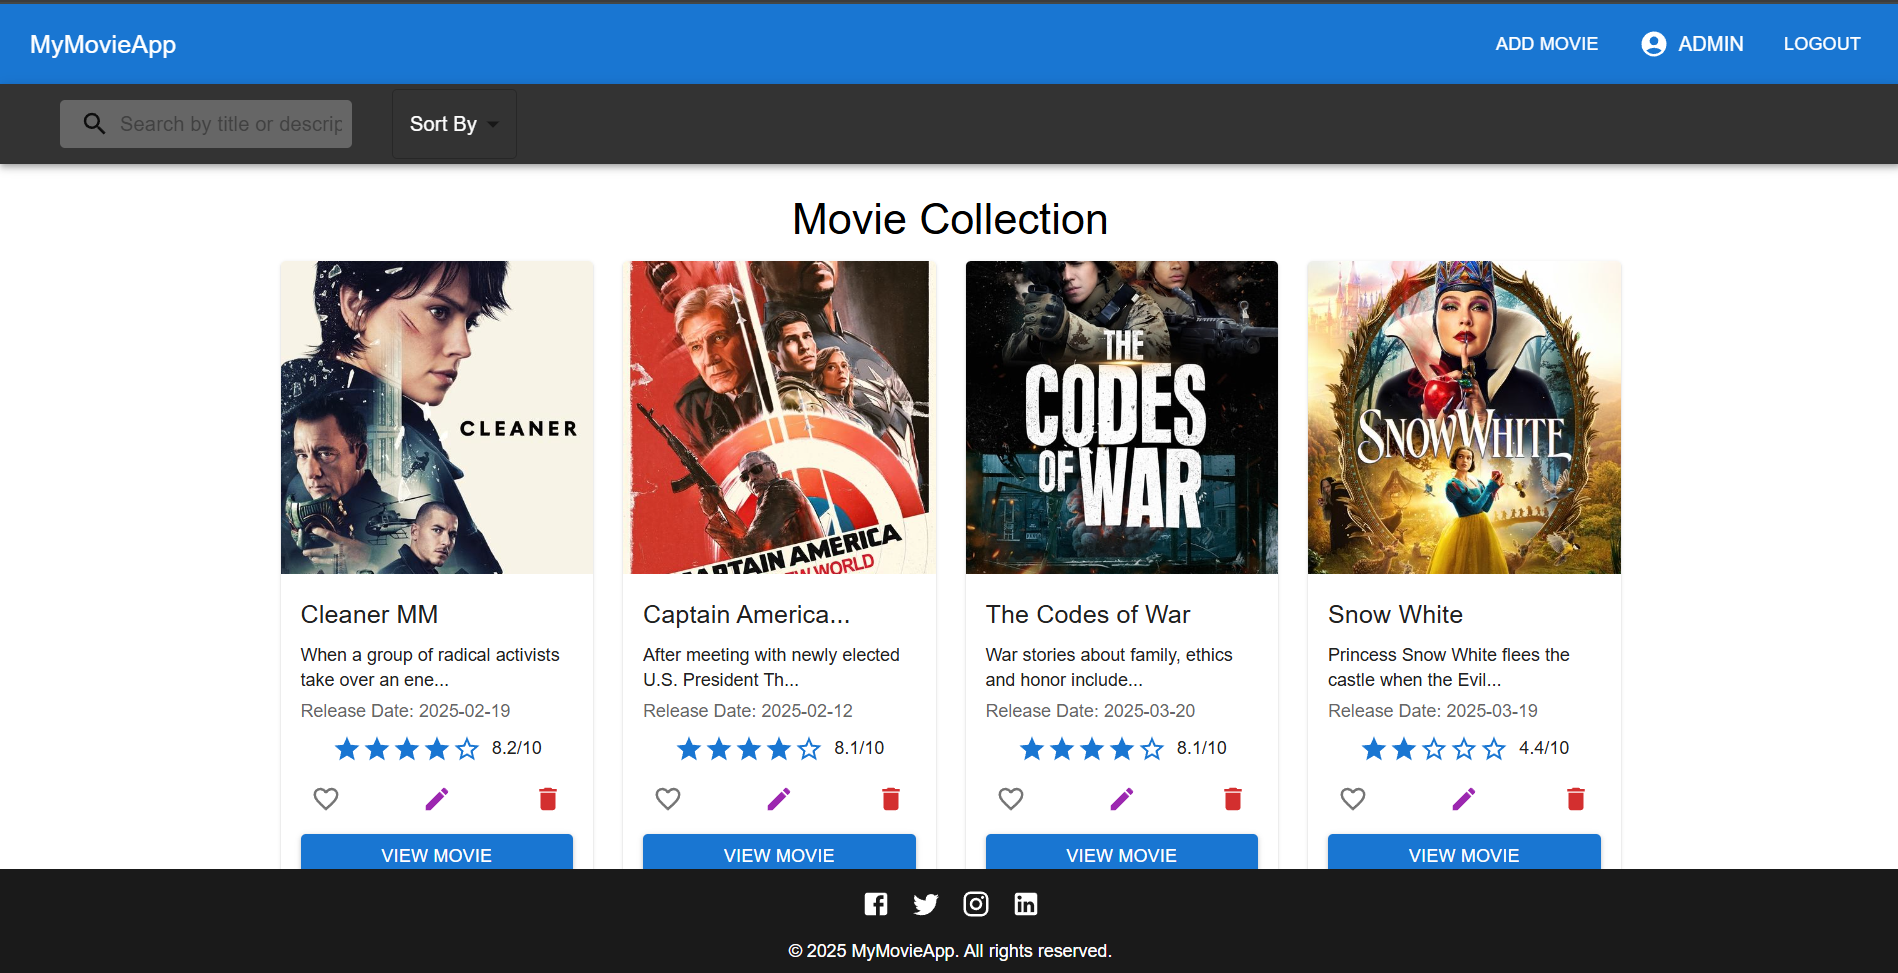 MyMovieApp
ADD MOVIE
ADMIN
LOGOUT
Search by title or descrip
Sort By
Movie Collection
CLEANER
CAPTAIN AMERICA
NEW WORLD
THE
CODES
OF WAR
SNOW WHITE
Cleaner MM
When a group of radical activists
take over an ene...
Release Date: 2025-02-19
8.2/10
VIEW MOVIE
Captain America...
After meeting with newly elected
U.S. President Th...
Release Date: 2025-02-12
8.1/10
VIEW MOVIE
The Codes of War
War stories about family, ethics
and honor include...
Release Date: 2025-03-20
8.1/10
VIEW MOVIE
Snow White
Princess Snow White flees the
castle when the Evil...
Release Date: 2025-03-19
4.4/10
VIEW MOVIE
© 2025 MyMovieApp. All rights reserved.